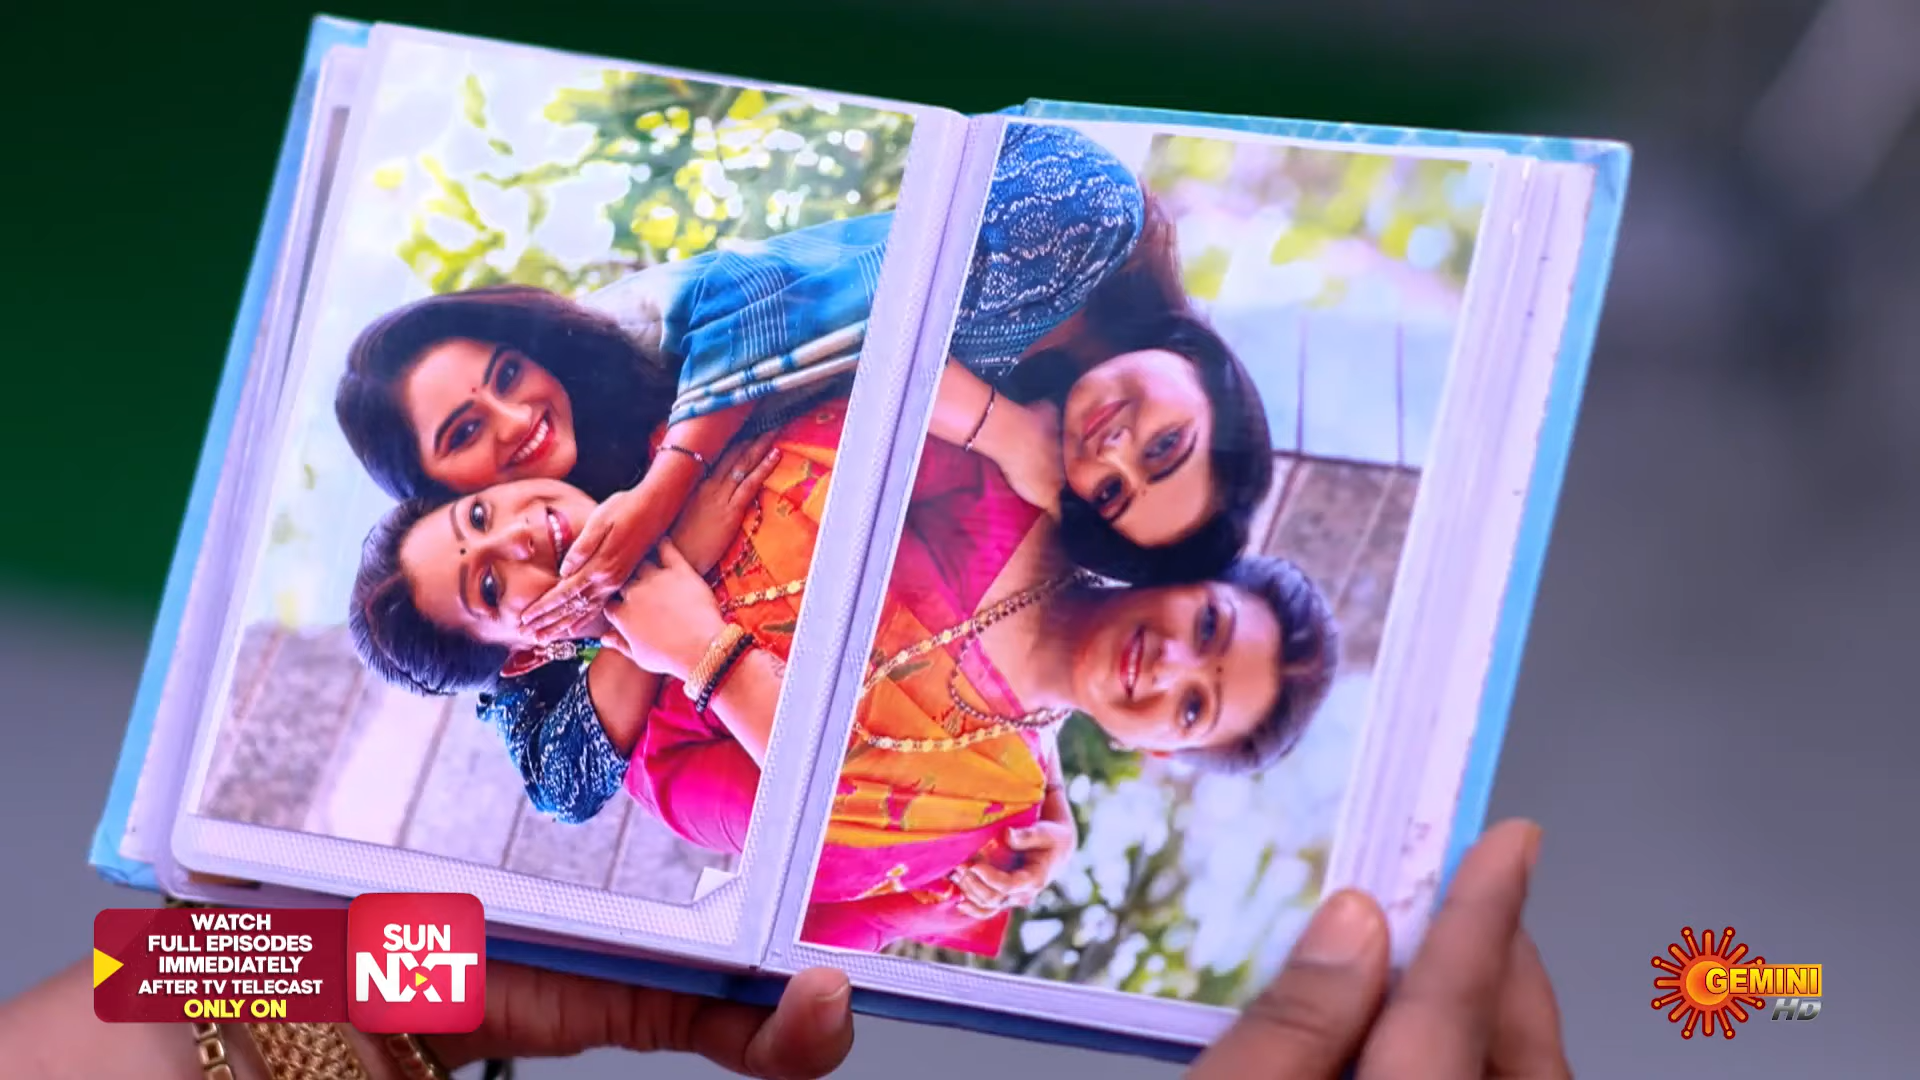 WATCH
FULL EPISODES
IMMEDIATELY
AFTER TV TELECAST
ONLY ON
SUN
NXT
GEMINI
HD